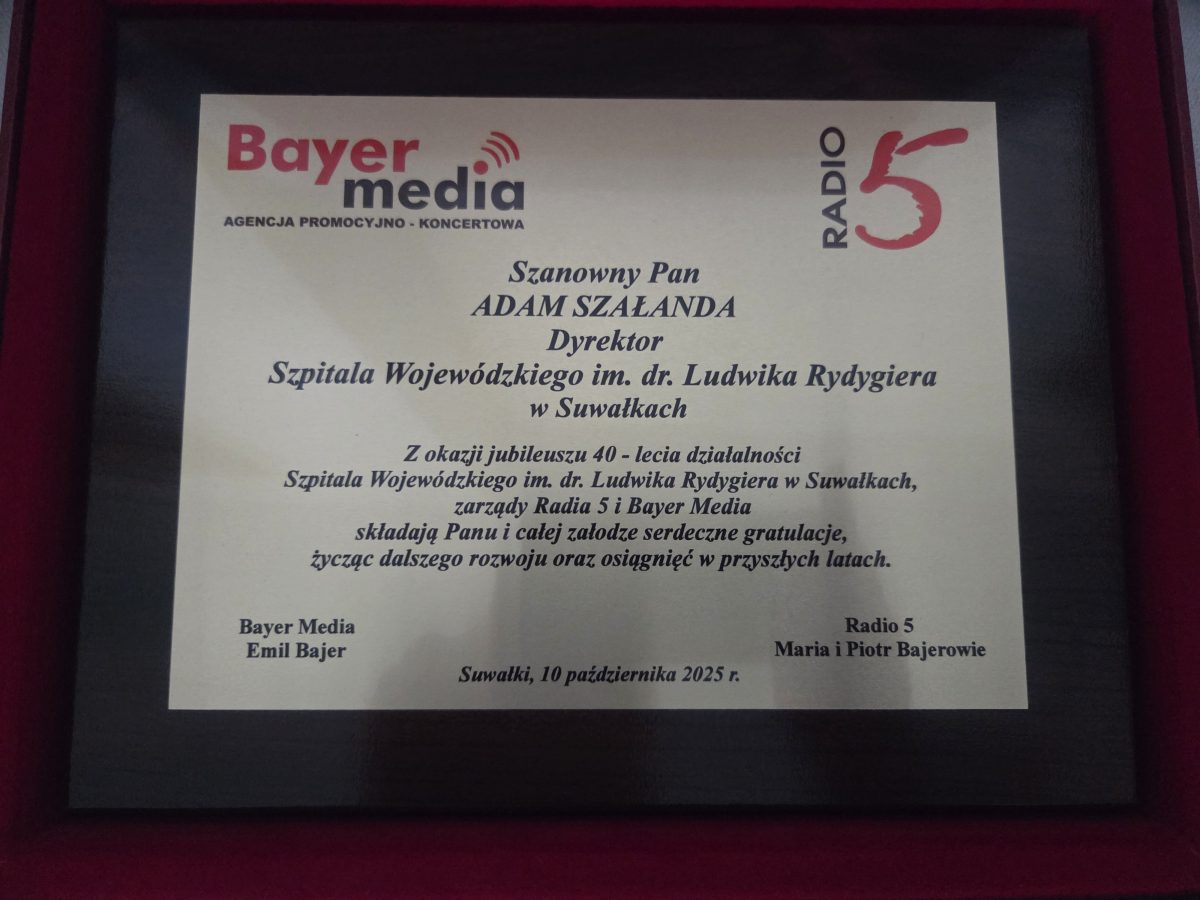 Bayer
media
AGENCJA PROMOCYJNO - KONCERTOWA
RADIO 5
Szanowny Pan
ADAM SZAŁANDA
Dyrektor
Szpitala Wojewódzkiego im. dr. Ludwika Rydygiera
w Suwałkach
Z okazji jubileuszu 40 - lecia działalności
Szpitala Wojewódzkiego im. dr. Ludwika Rydygiera w Suwałkach,
zarządy Radia 5 i Bayer Media
składają Panu i całej załodze serdeczne gratulacje,
życząc dalszego rozwoju oraz osiągnięć w przyszłych latach.
Bayer Media
Emil Bajer
Radio 5
Maria i Piotr Bajerowie
Suwałki, 10 października 2025 r.